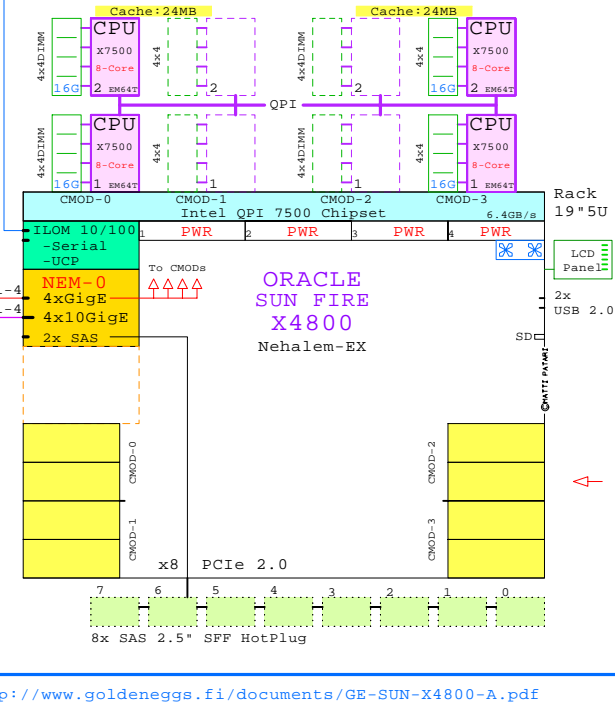 Cache:24MB Cache:24MB
4x4DIMM CPU 4x4 4x4DIMM 4x4 CPU
X7500 X7500
8-Core 8-Core
16G 2 EM64T 2 2 16G 2 EM64T
QPI
4x4DIMM CPU 4x4 4x4DIMM 4x4 CPU
X7500 X7500
8-Core 8-Core
16G 1 EM64T 1 1 16G 1 EM64T
CMOD-0 CMOD-1 CMOD-2 CMOD-3
Intel QPI 7500 Chipset 6.4GB/s
Rack
19"5U
ILOM 10/100
-Serial
-UCP
1 PWR 2 PWR 3 PWR 4 PWR
LCD
Panel
NEM-0
To CMODs
1-4 4xGigE
1-4 4x10GigE
2x SAS
ORACLE
SUN FIRE
X4800
Nehalem-EX
2x
USB 2.0
SD
©MATTI PATARI
CMOD-0 CMOD-2
CMOD-1 CMOD-3
x8 PCIe 2.0
7 6 5 4 3 2 1 0
8x SAS 2.5" SFF HotPlug
p://www.goldeneggs.fi/documents/GE-SUN-X4800-A.pdf